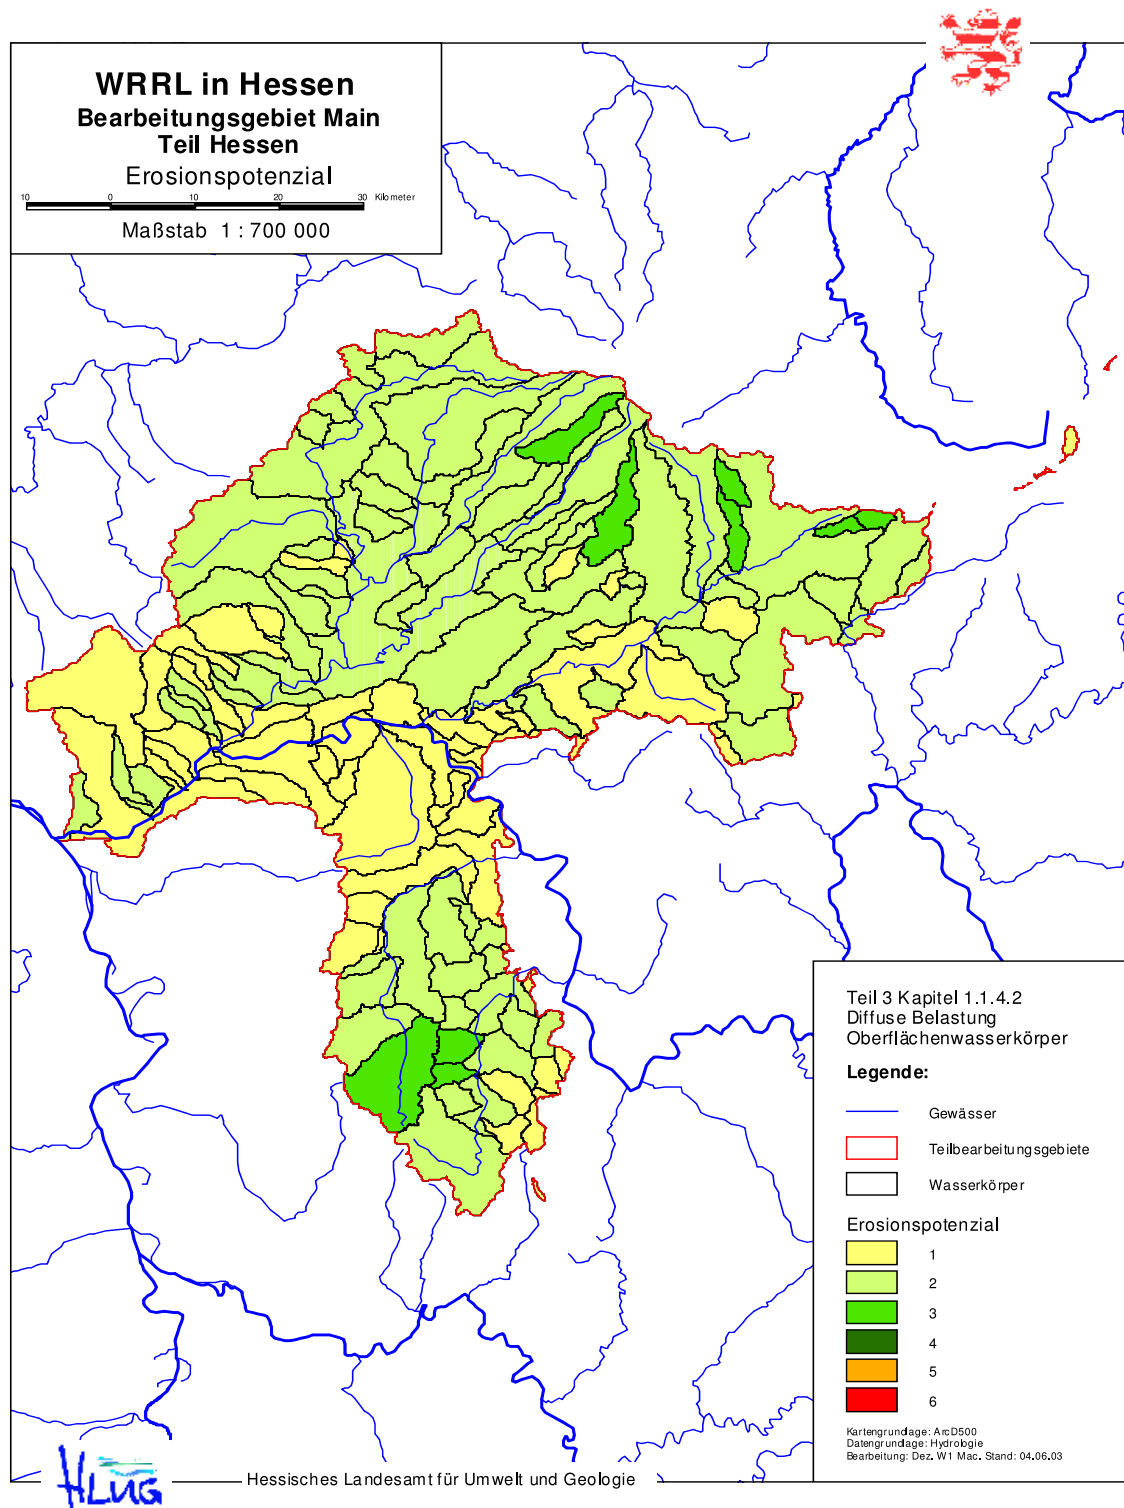 WRRL in Hessen
Bearbeitungsgebiet Main
Teil Hessen
Erosionspotenzial
10 0 10 20 30 Kilometer
Maßstab 1 : 700 000
Teil 3 Kapitel 1.1.4.2
Diffuse Belastung
Oberflächenwasserkörper
Legende:
Gewässer
Teilbearbeitungsgebiete
Wasserkörper
Erosionspotenzial
1
2
3
4
5
6
Kartengrundlage: ArcD500
Datengrundlage: Hydrologie
Bearbeitung: Dez. W1 Mac. Stand: 04.06.03
HLUG
Hessisches Landesamt für Umwelt und Geologie